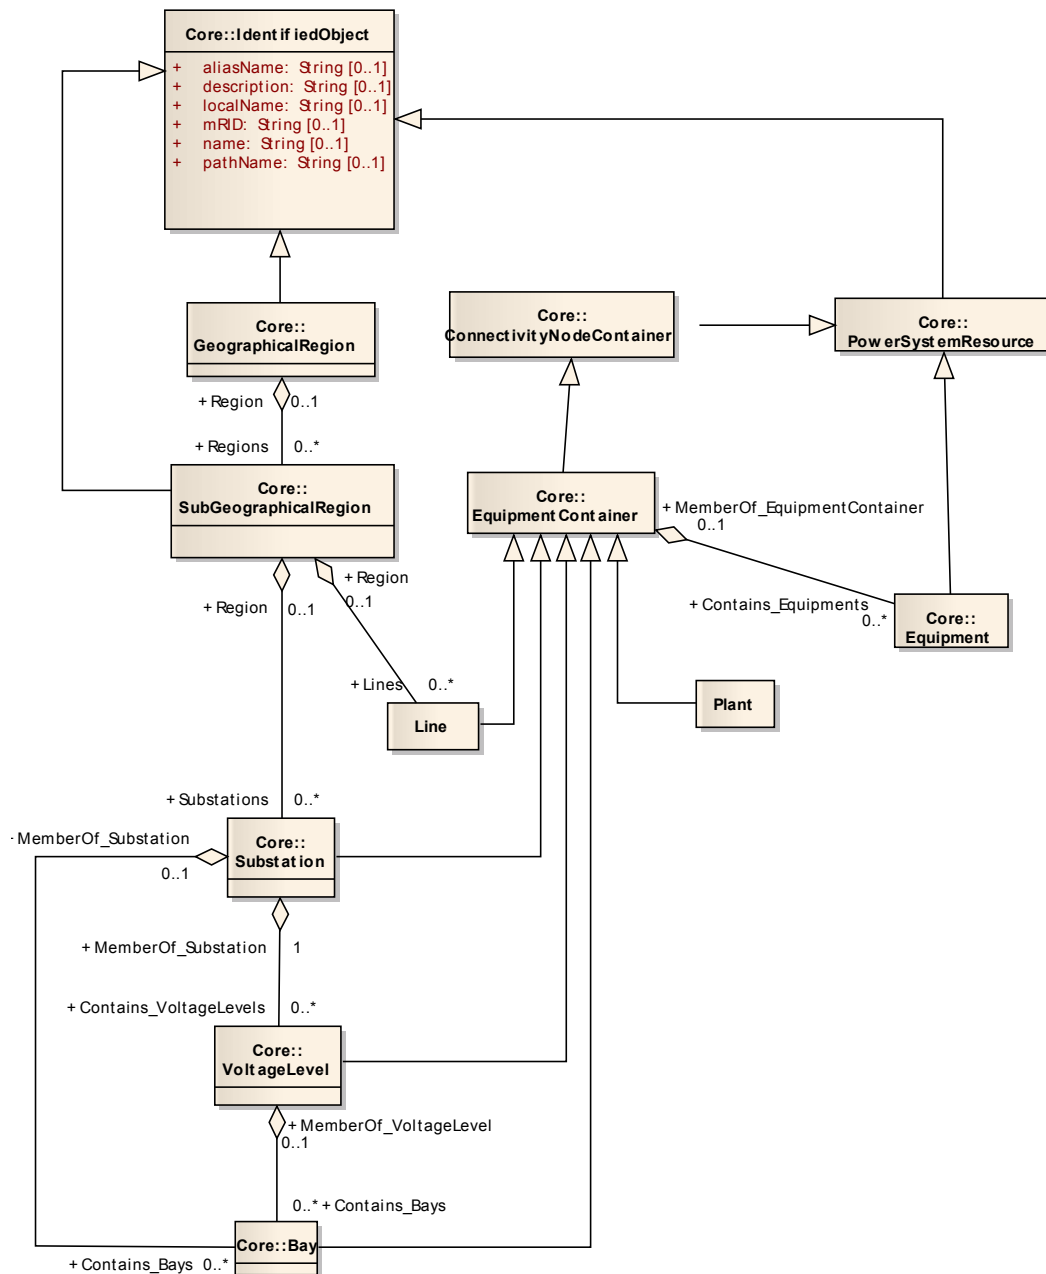 Core::IdentifiedObject
+ aliasName: String [0..1]
+ description: String [0..1]
+ localName: String [0..1]
+ mRID: String [0..1]
+ name: String [0..1]
+ pathName: String [0..1]
Core::
GeographicalRegion
Core::
ConnectivityNodeContainer
Core::
PowerSystemResource
+ Region 0..1
+ Regions 0..*
Core::
SubGeographicalRegion
Core::
EquipmentContainer
+ MemberOf_EquipmentContainer
0..1
+ Region
0..1
+ Region 0..1
+ Contains_Equipments
0..*
Core::
Equipment
+ Lines 0..*
Line
Plant
+ Substations 0..*
Core::
Substation
· MemberOf_Substation
0..1
+ MemberOf_Substation 1
+ Contains_VoltageLevels 0..*
Core::
VoltageLevel
+ MemberOf_VoltageLevel
0..1
0..* + Contains_Bays
Core::Bay
+ Contains_Bays 0..*